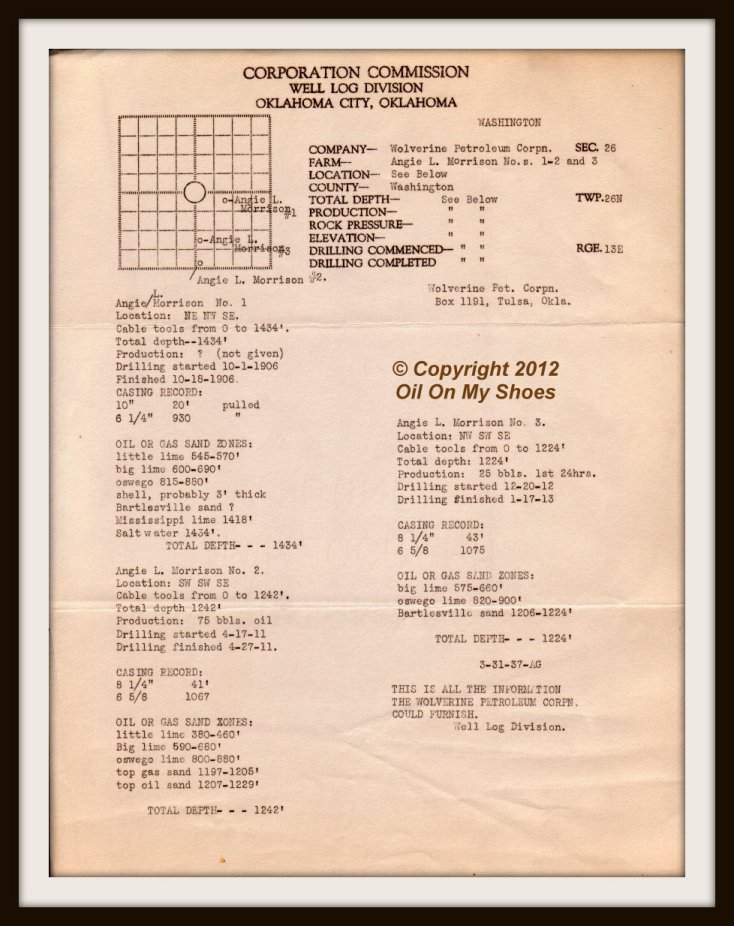 CORPORATION COMMISSION
WELL LOG DIVISION
OKLAHOMA CITY, OKLAHOMA
WASHINGTON
COMPANY— Wolverine Petroleum Corpn. SEC. 26
FARM— Angie L. Morrison No.s. 1-2 and 3
LOCATION— See Below
COUNTY— Washington
TOTAL DEPTH— See Below TWP. 26N
PRODUCTION— " "
ROCK PRESSURE— " "
ELEVATION— " "
DRILLING COMMENCED— " " RGE. 13E
DRILLING COMPLETED " "
o-Angie L.
Morrison
#1
o-Angie L.
Morrison
#3
o
Angie L. Morrison #2.
Wolverine Pet. Corpn.
Box 1191, Tulsa, Okla.
L.
Angie/Morrison No. 1
Location: NE NW SE.
Cable tools from 0 to 1434'.
Total depth--1434'
Production: ? (not given)
Drilling started 10-1-1906
Finished 10-18-1906.
CASING RECORD:
10" 20' pulled
6 1/4" 930 "
OIL OR GAS SAND ZONES:
little lime 545-570'
big lime 600-690'
oswego 815-880'
shell, probably 3' thick
Bartlesville sand ?
Mississippi lime 1418'
Salt water 1434'.
TOTAL DEPTH- - - 1434'
Angie L. Morrison No. 2.
Location: SW SW SE
Cable tools from 0 to 1242'.
Total depth 1242'
Production: 75 bbls. oil
Drilling started 4-17-11
Drilling finished 4-27-11.
CASING RECORD:
8 1/4" 41'
6 5/8 1067
OIL OR GAS SAND ZONES:
little lime 380-460'
Big lime 590-680'
oswego lime 800-880'
top gas sand 1197-1205'
top oil sand 1207-1229'
TOTAL DEPTH- - - 1242'
© Copyright 2012
Oil On My Shoes
Angie L. Morrison No. 3.
Location: NW SW SE
Cable tools from 0 to 1224'
Total depth: 1224'
Production: 25 bbls. 1st 24hrs.
Drilling started 12-20-12
Drilling finished 1-17-13
CASING RECORD:
8 1/4" 43'
6 5/8 1075
OIL OR GAS SAND ZONES:
big lime 575-660'
oswego lime 820-900'
Bartlesville sand 1206-1224'
TOTAL DEPTH- - - 1224'
3-31-37-AG
THIS IS ALL THE INFORMATION
THE WOLVERINE PETROLEUM CORPN.
COULD FURNISH.
Well Log Division.